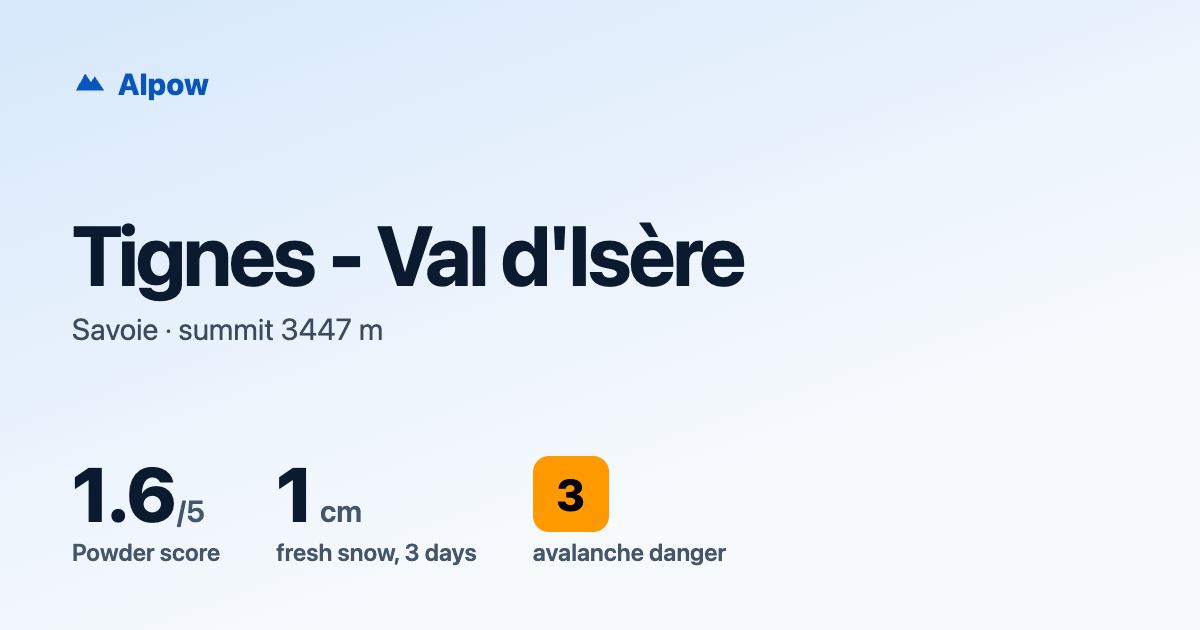 Alpow
Tignes - Val d'Isère
Savoie · summit 3447 m
1.6/5
Powder score
1 cm
fresh snow, 3 days
3
avalanche danger